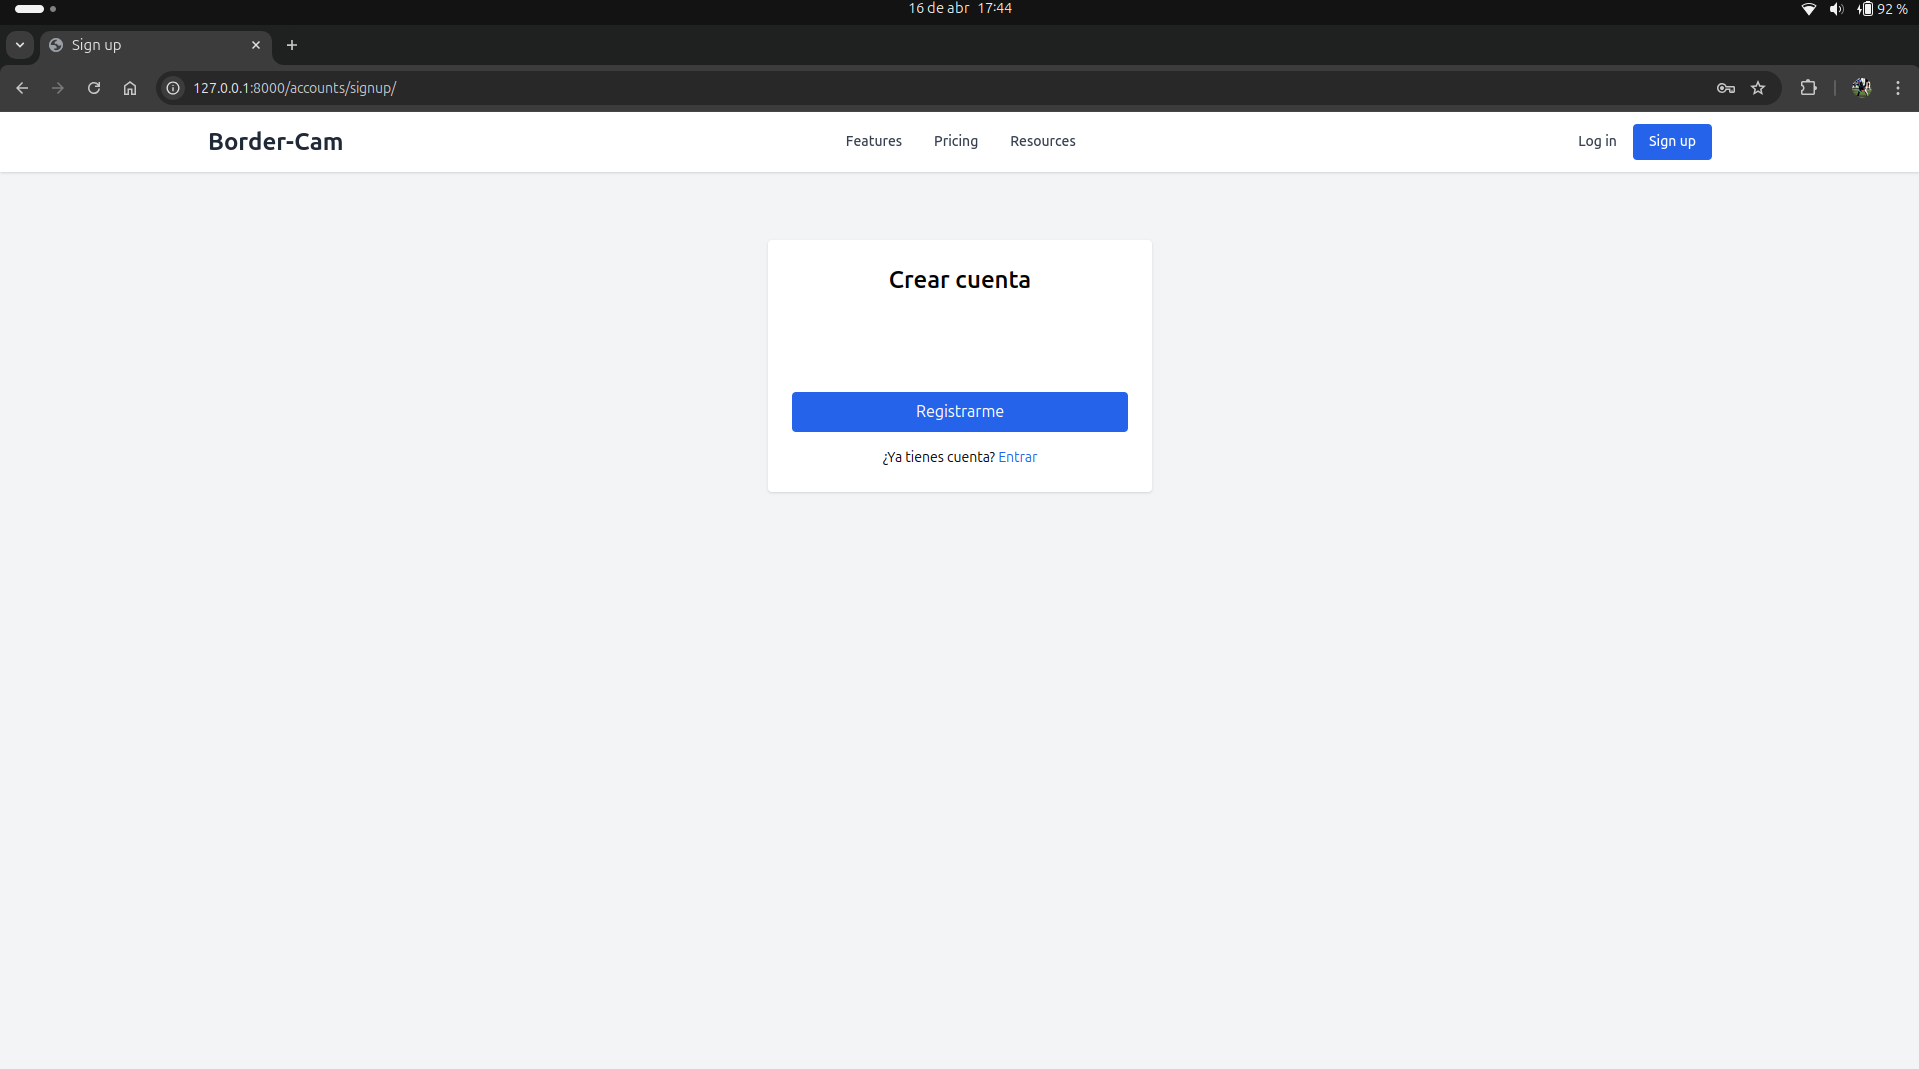 16 de abr 17:44
92 %
Sign up
127.0.0.1:8000/accounts/signup/
Border-Cam
Features Pricing Resources
Log in Sign up
Crear cuenta
Registrarme
¿Ya tienes cuenta? Entrar